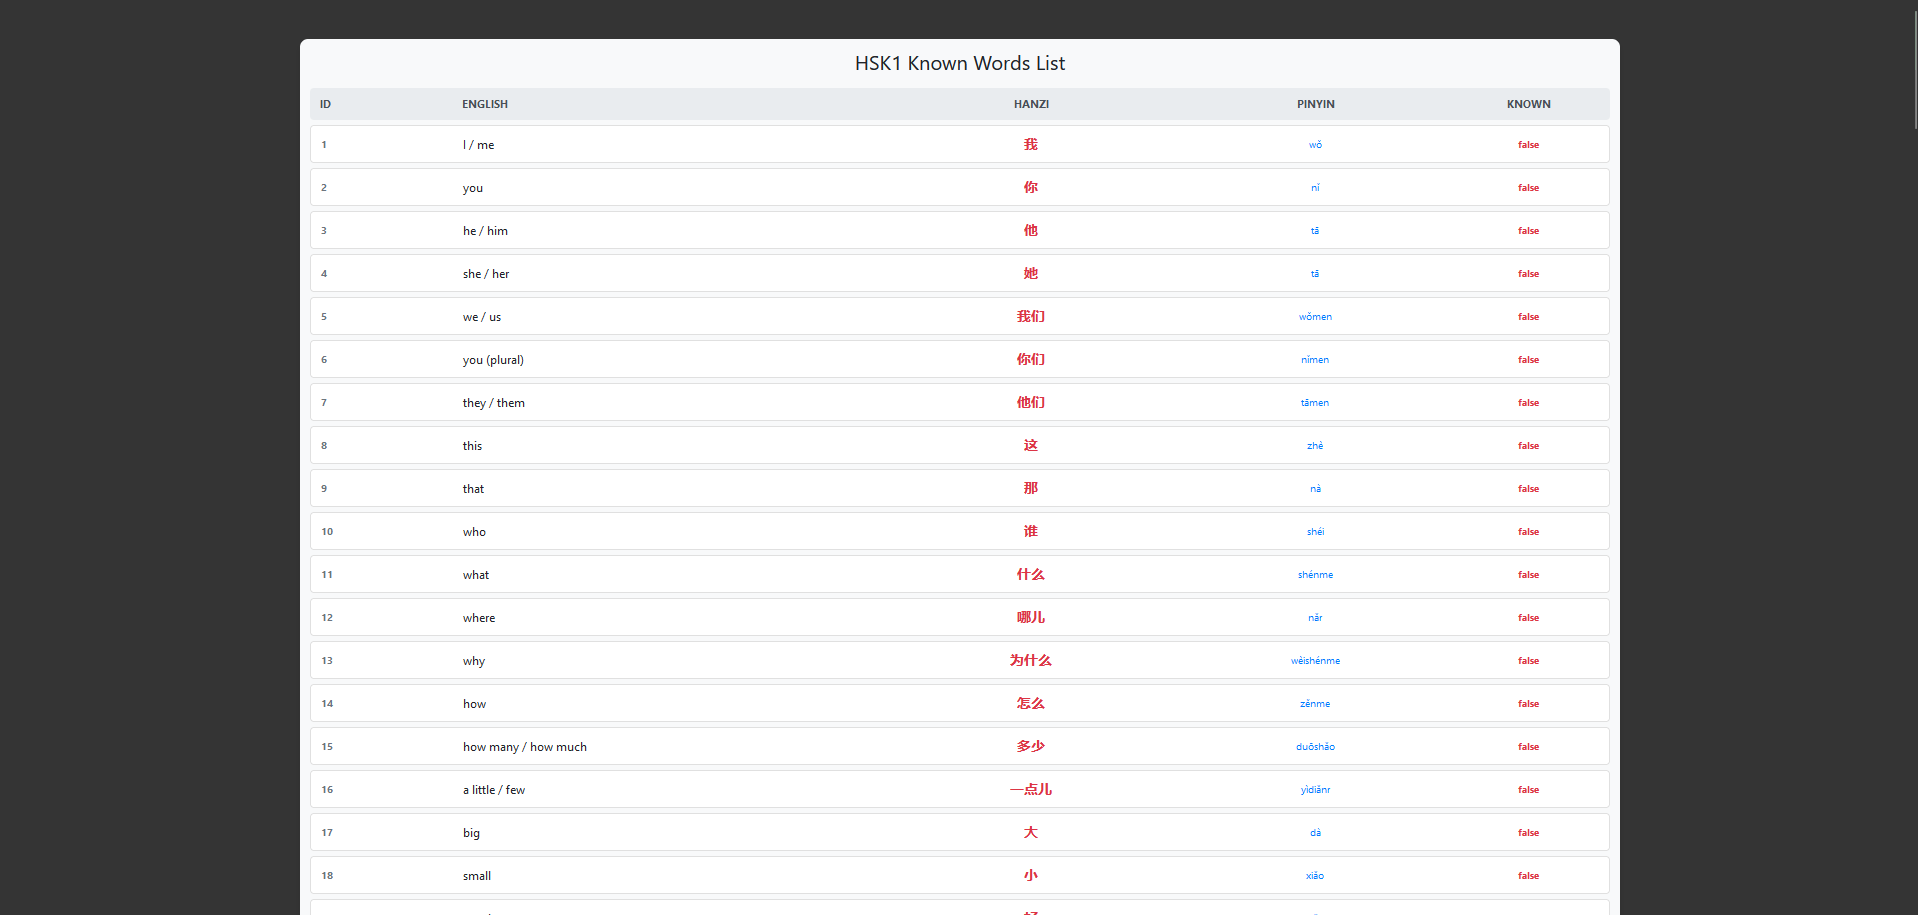 HSK1 Known Words List
ID ENGLISH HANZI PINYIN KNOWN
1 I / me 我 wǒ false
2 you 你 nǐ false
3 he / him 他 tā false
4 she / her 她 tā false
5 we / us 我们 wǒmen false
6 you (plural) 你们 nǐmen false
7 they / them 他们 tāmen false
8 this 这 zhè false
9 that 那 nà false
10 who 谁 shéi false
11 what 什么 shénme false
12 where 哪儿 nǎr false
13 why 为什么 wèishénme false
14 how 怎么 zěnme false
15 how many / how much 多少 duōshǎo false
16 a little / few 一点儿 yìdiǎnr false
17 big 大 dà false
18 small 小 xiǎo false